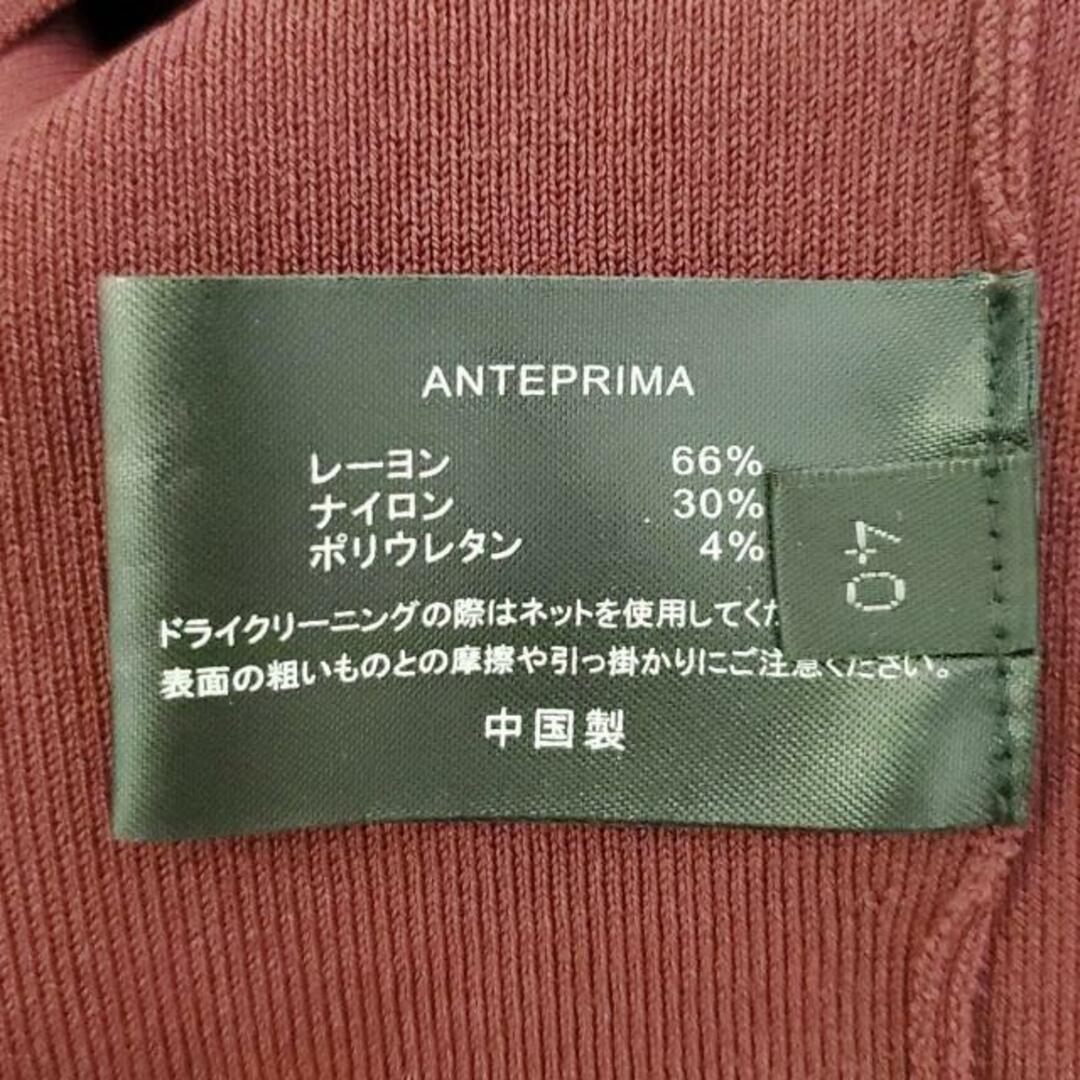 ANTEPRIMA
レーヨン 66%
ナイロン 30%
ポリウレタン 4%
ドライクリーニングの際はネットを使用してくだ
表面の粗いものとの摩擦や引っ掛かりにご注意ください。
中国製
40